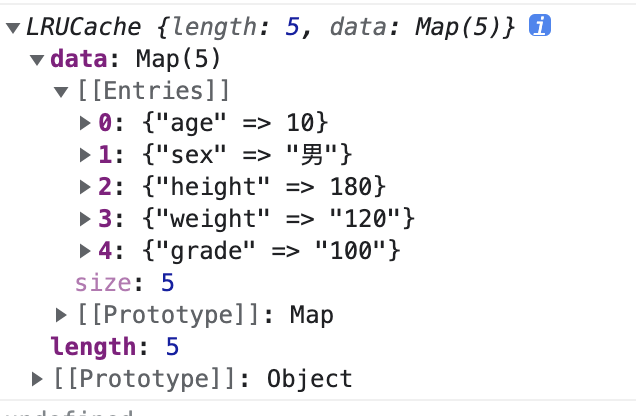 LRUCache {length: 5, data: Map(5)} i
data: Map(5)
[[Entries]]
0: {"age" => 10}
1: {"sex" => "男"}
2: {"height" => 180}
3: {"weight" => "120"}
4: {"grade" => "100"}
size: 5
[[Prototype]]: Map
length: 5
[[Prototype]]: Object
undefined